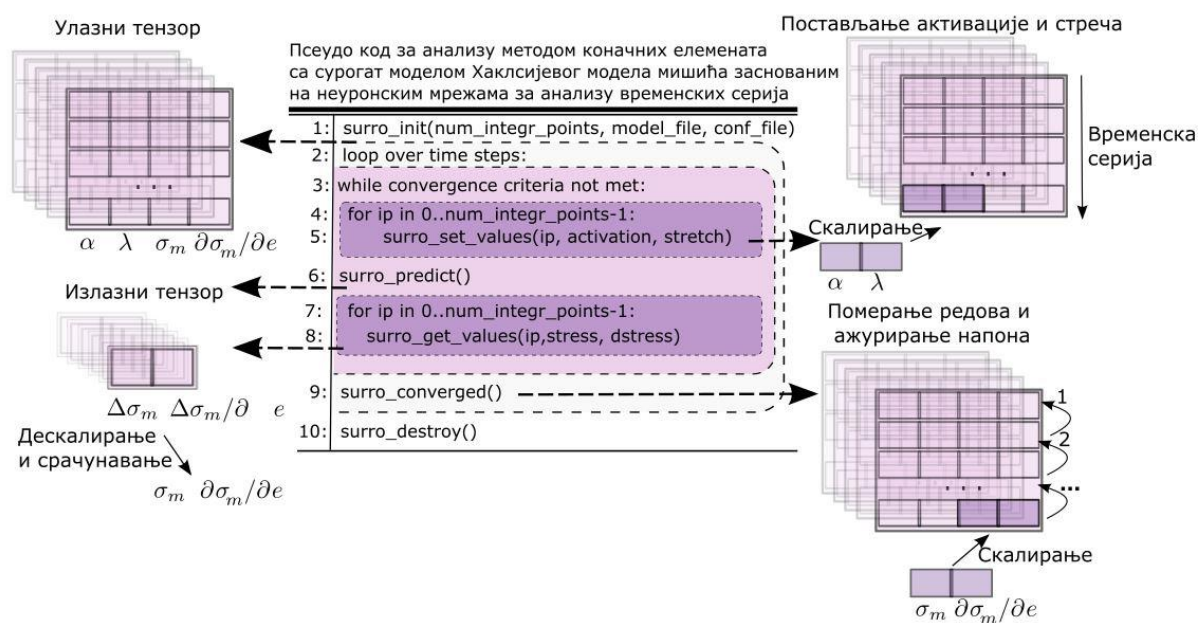 Улазни тензор
α λ σ_m ∂σ_m/∂e
Излазни тензор
Δσ_m Δσ_m/∂ e
Дескалирање
и срачунавање
σ_m ∂σ_m/∂e
Псеудо код за анализу методом коначних елемената
са сурогат моделом Хаклсијевог модела мишића заснованим
на неуронским мрежама за анализу временских серија
1: surro_init(num_integr_points, model_file, conf_file)
2: loop over time steps:
3: while convergence criteria not met:
4: for ip in 0..num_integr_points-1:
5: surro_set_values(ip, activation, stretch)
6: surro_predict()
7: for ip in 0..num_integr_points-1:
8: surro_get_values(ip,stress, dstress)
9: surro_converged()
10: surro_destroy()
Постављање активације и стреча
. . .
Временска
серија
Скалирање
α λ
Померање редова и
ажурирање напона
1
2
...
. . .
Скалирање
σ_m ∂σ_m/∂e